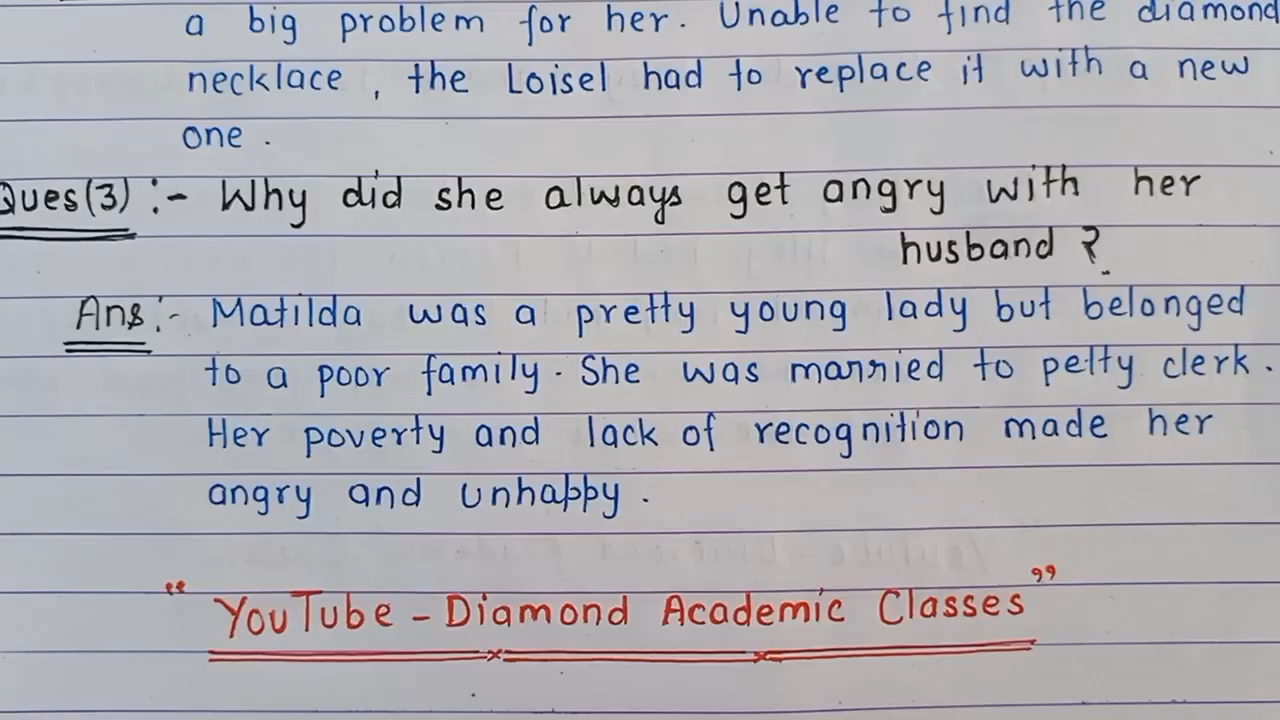 a big problem for her. Unable to find the diamond
necklace, the Loisel had to replace it with a new
one.
Ques(3) :- Why did she always get angry with her
husband ?
Ans:- Matilda was a pretty young lady but belonged
to a poor family. She was married to petty clerk.
Her poverty and lack of recognition made her
angry and unhappy.
"YouTube - Diamond Academic Classes"